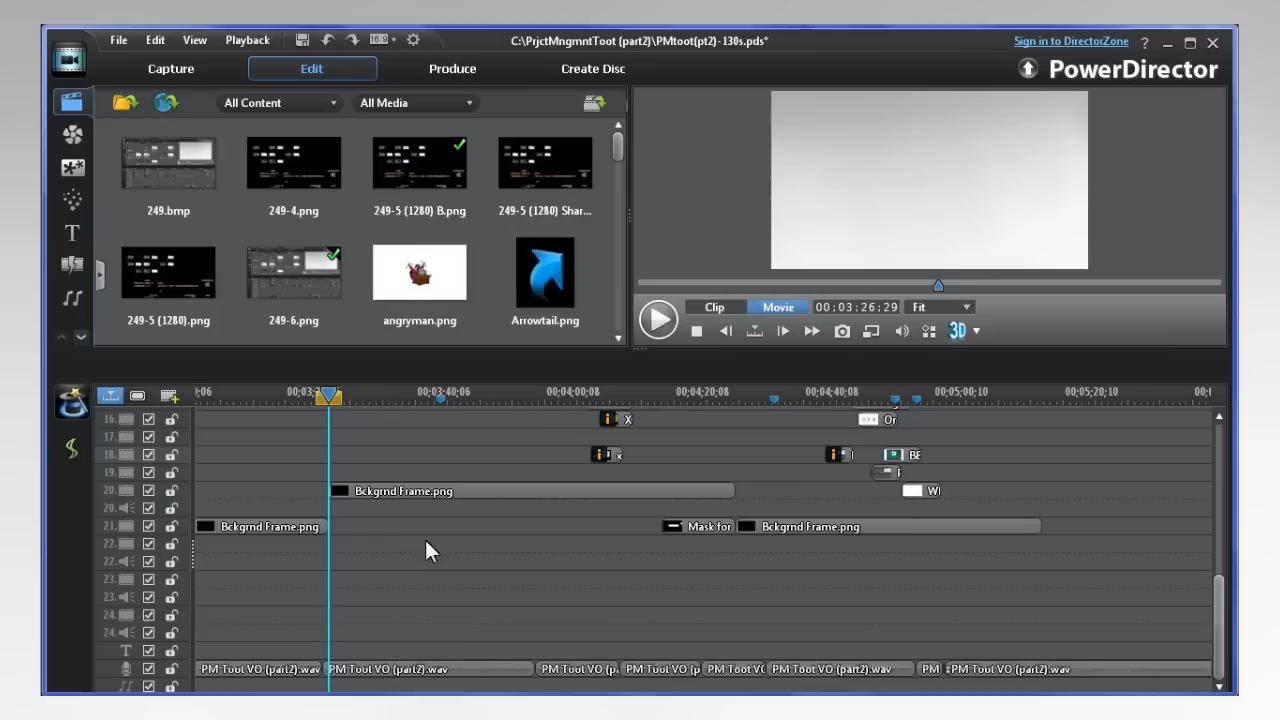 File Edit View Playback 16:9 C:\PrjctMngmntToot (part2)\PMtoot(pt2)-130s.pds* Sign in to DirectorZone ?
Capture Edit Produce Create Disc PowerDirector
All Content All Media
249.bmp 249-4.png 249-5 (1280) B.png 249-5 (1280) Shar...
249-5 (1280).png 249-6.png angryman.png Arrowtail.png
Clip Movie 00:03:26:29 Fit
3D
00;03;40;06 00;04;00;08 00;04;20;08 00;04;40;08 00;05;00;10 00;05;20;10
16. X Or
17.
18. x BE
19.
20. Bckgrnd Frame.png WI
20.
21. Bckgrnd Frame.png Mask for Bckgrnd Frame.png
22.
22.
23.
23.
24.
24.
T
PM Toot VO (part2).wav PM Toot VO (part2).wav PM Toot VO (p PM Toot VO (p PM Toot V PM Toot VO (part2).wav PM PM Toot VO (part2).wav